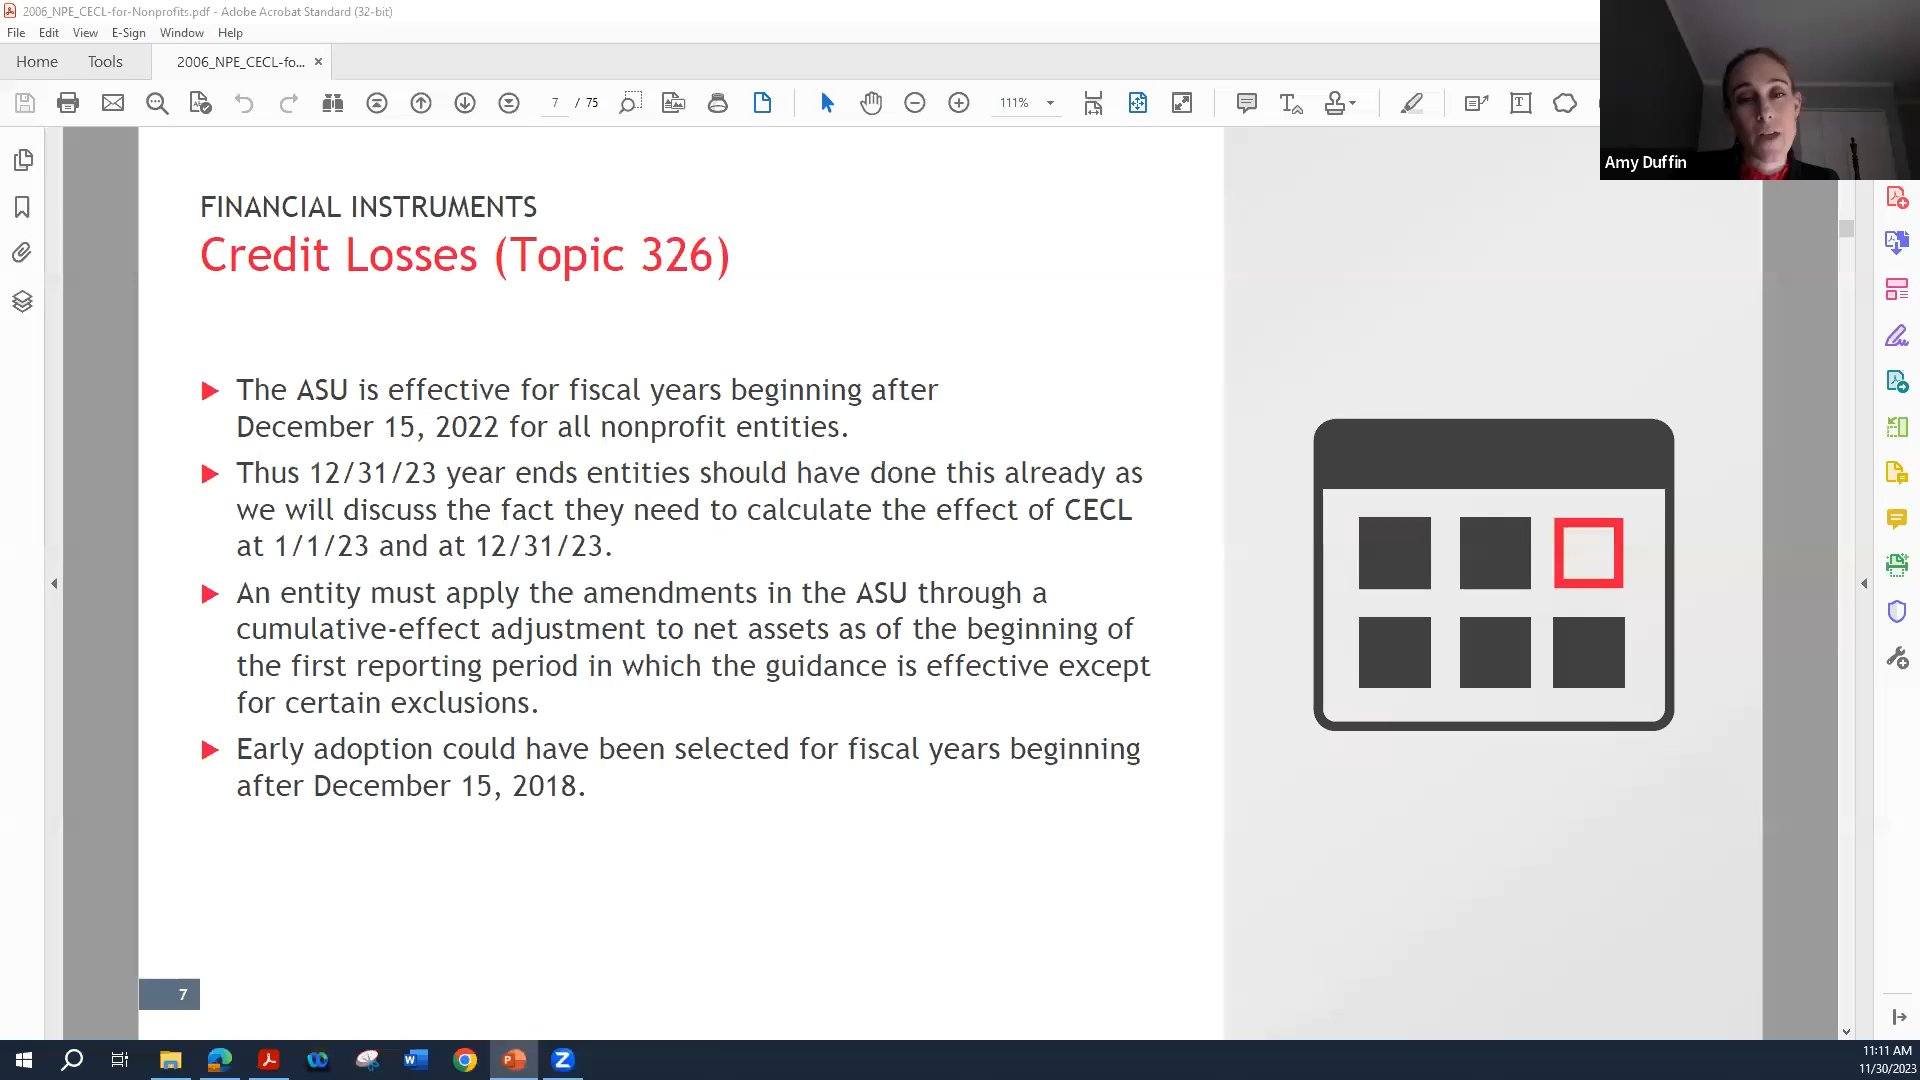 2006_NPE_CECL-for-Nonprofits.pdf - Adobe Acrobat Standard (32-bit)
File Edit View E-Sign Window Help
Home Tools 2006_NPE_CECL-fo... ×
7 / 75 111%
Amy Duffin
FINANCIAL INSTRUMENTS
Credit Losses (Topic 326)
The ASU is effective for fiscal years beginning after
December 15, 2022 for all nonprofit entities.
Thus 12/31/23 year ends entities should have done this already as
we will discuss the fact they need to calculate the effect of CECL
at 1/1/23 and at 12/31/23.
An entity must apply the amendments in the ASU through a
cumulative-effect adjustment to net assets as of the beginning of
the first reporting period in which the guidance is effective except
for certain exclusions.
Early adoption could have been selected for fiscal years beginning
after December 15, 2018.
7
11:11 AM
11/30/2023